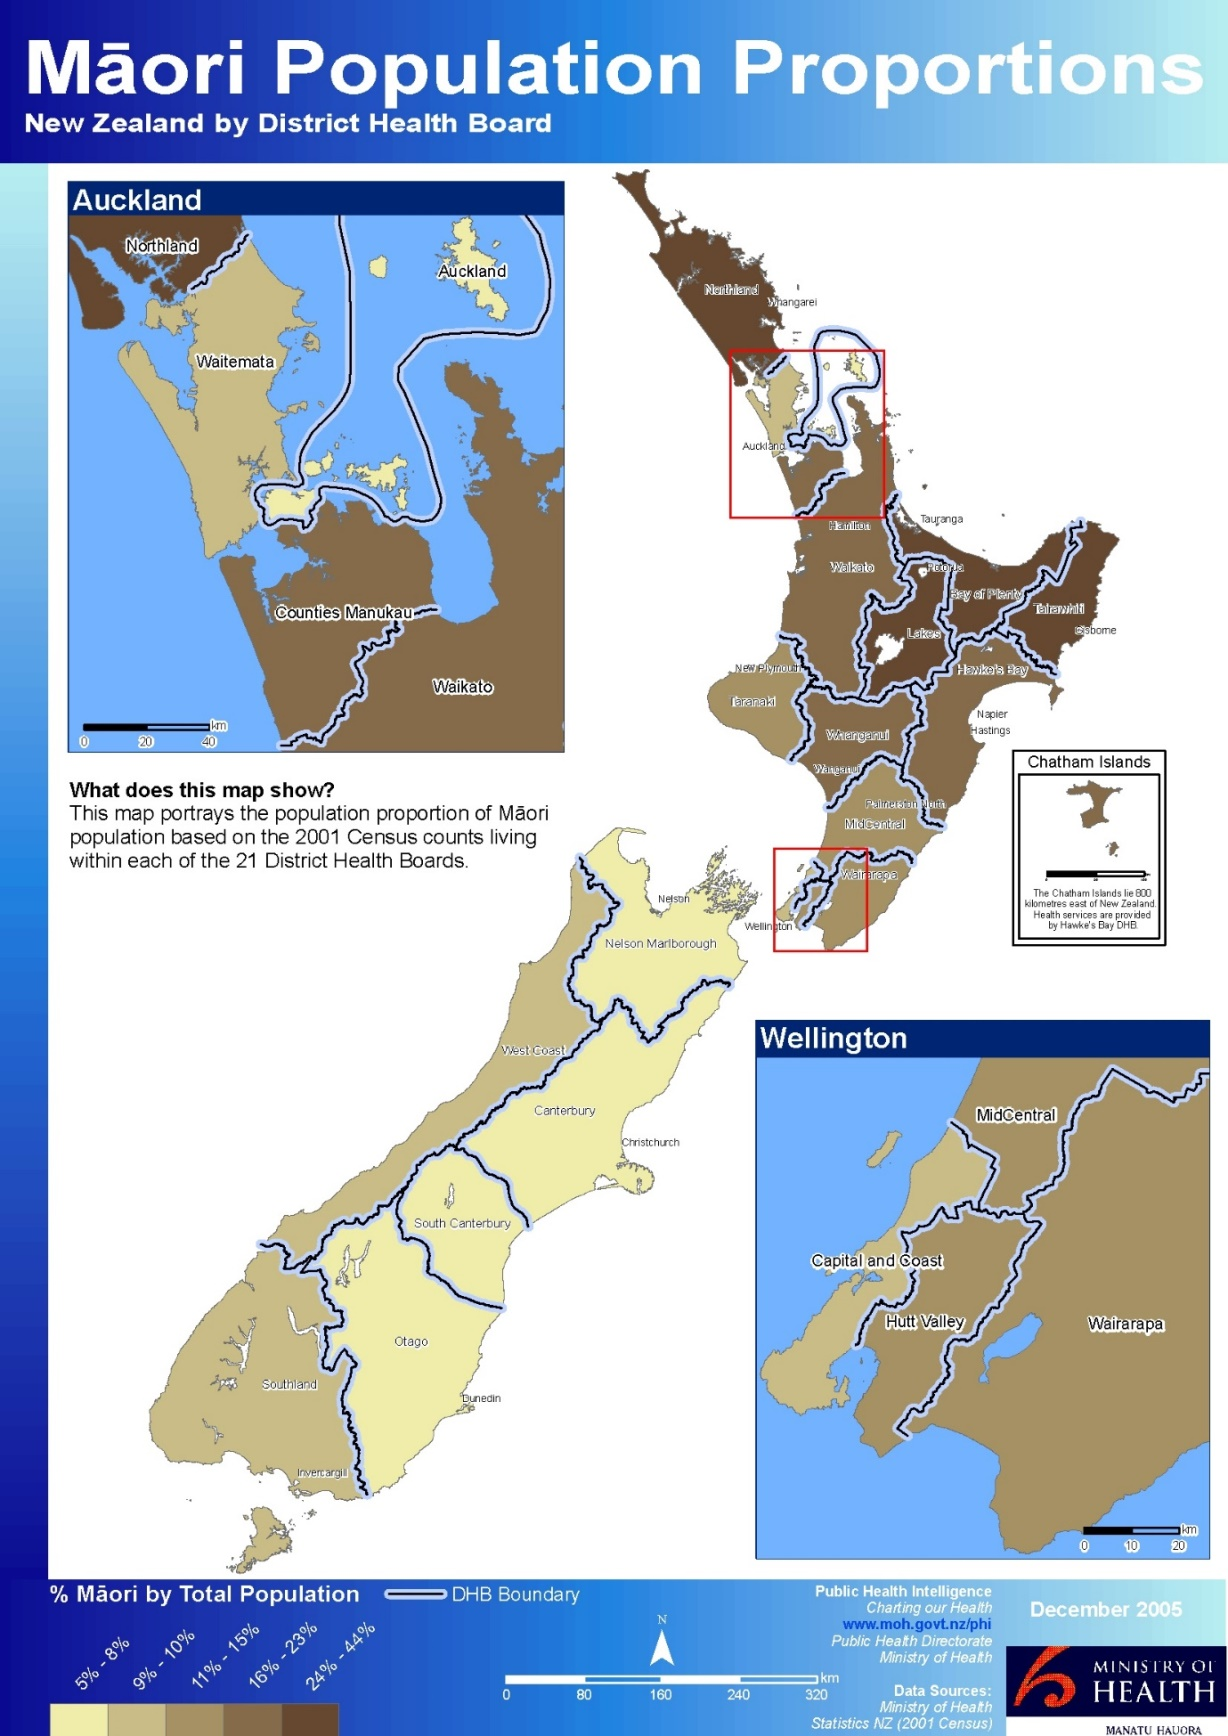 Māori Population Proportions
New Zealand by District Health Board
Auckland
Northland
Auckland
Waitemata
Counties Manukau
Waikato
km
0 20 40
What does this map show?
This map portrays the population proportion of Māori
population based on the 2001 Census counts living
within each of the 21 District Health Boards.
Northland
Whangarei
Auckland
Hamilton
Tauranga
Waikato
Rotorua
Bay of Plenty
Tairawhiti
Gisborne
Lakes
New Plymouth
Hawke's Bay
Taranaki
Napier
Hastings
Whanganui
Wanganui
Palmerston North
MidCentral
Wairarapa
Wellington
Chatham Islands
The Chatham Islands lie 800
kilometres east of New Zealand.
Health services are provided
by Hawke's Bay DHB.
Nelson
Nelson Marlborough
West Coast
Canterbury
Christchurch
South Canterbury
Otago
Southland
Dunedin
Invercargill
Wellington
MidCentral
Capital and Coast
Hutt Valley
Wairarapa
km
0 10 20
% Māori by Total Population
DHB Boundary
5% - 8%
9% - 10%
11% - 15%
16% - 23%
24% - 44%
N
km
0 80 160 240 320
Public Health Intelligence
Charting our Health
www.moh.govt.nz/phi
Public Health Directorate
Ministry of Health
Data Sources:
Ministry of Health
Statistics NZ (2001 Census)
December 2005
MINISTRY OF
HEALTH
MANATU HAUORA